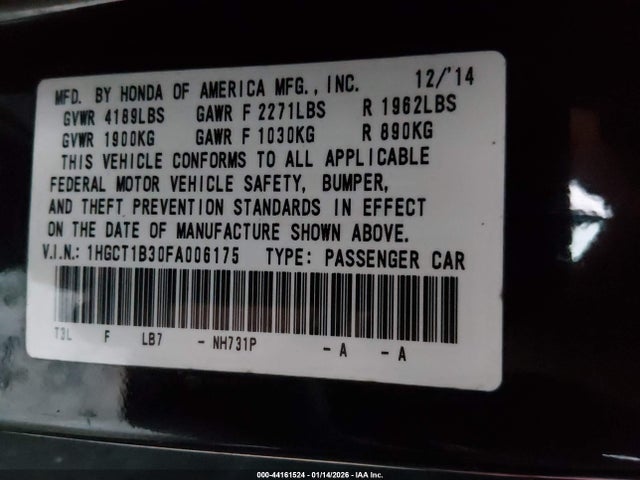 MFD. BY HONDA OF AMERICA MFG., INC. 12/'14
GVWR 4189LBS GAWR F 2271LBS R 1962LBS
GVWR 1900KG GAWR F 1030KG R 890KG
THIS VEHICLE CONFORMS TO ALL APPLICABLE
FEDERAL MOTOR VEHICLE SAFETY, BUMPER,
AND THEFT PREVENTION STANDARDS IN EFFECT
ON THE DATE OF MANUFACTURE SHOWN ABOVE.
V.I.N.: 1HGCT1B30FA006175 TYPE: PASSENGER CAR
T3L F LB7 - NH731P - A - A
000-44161524 - 01/14/2026 - IAA Inc.